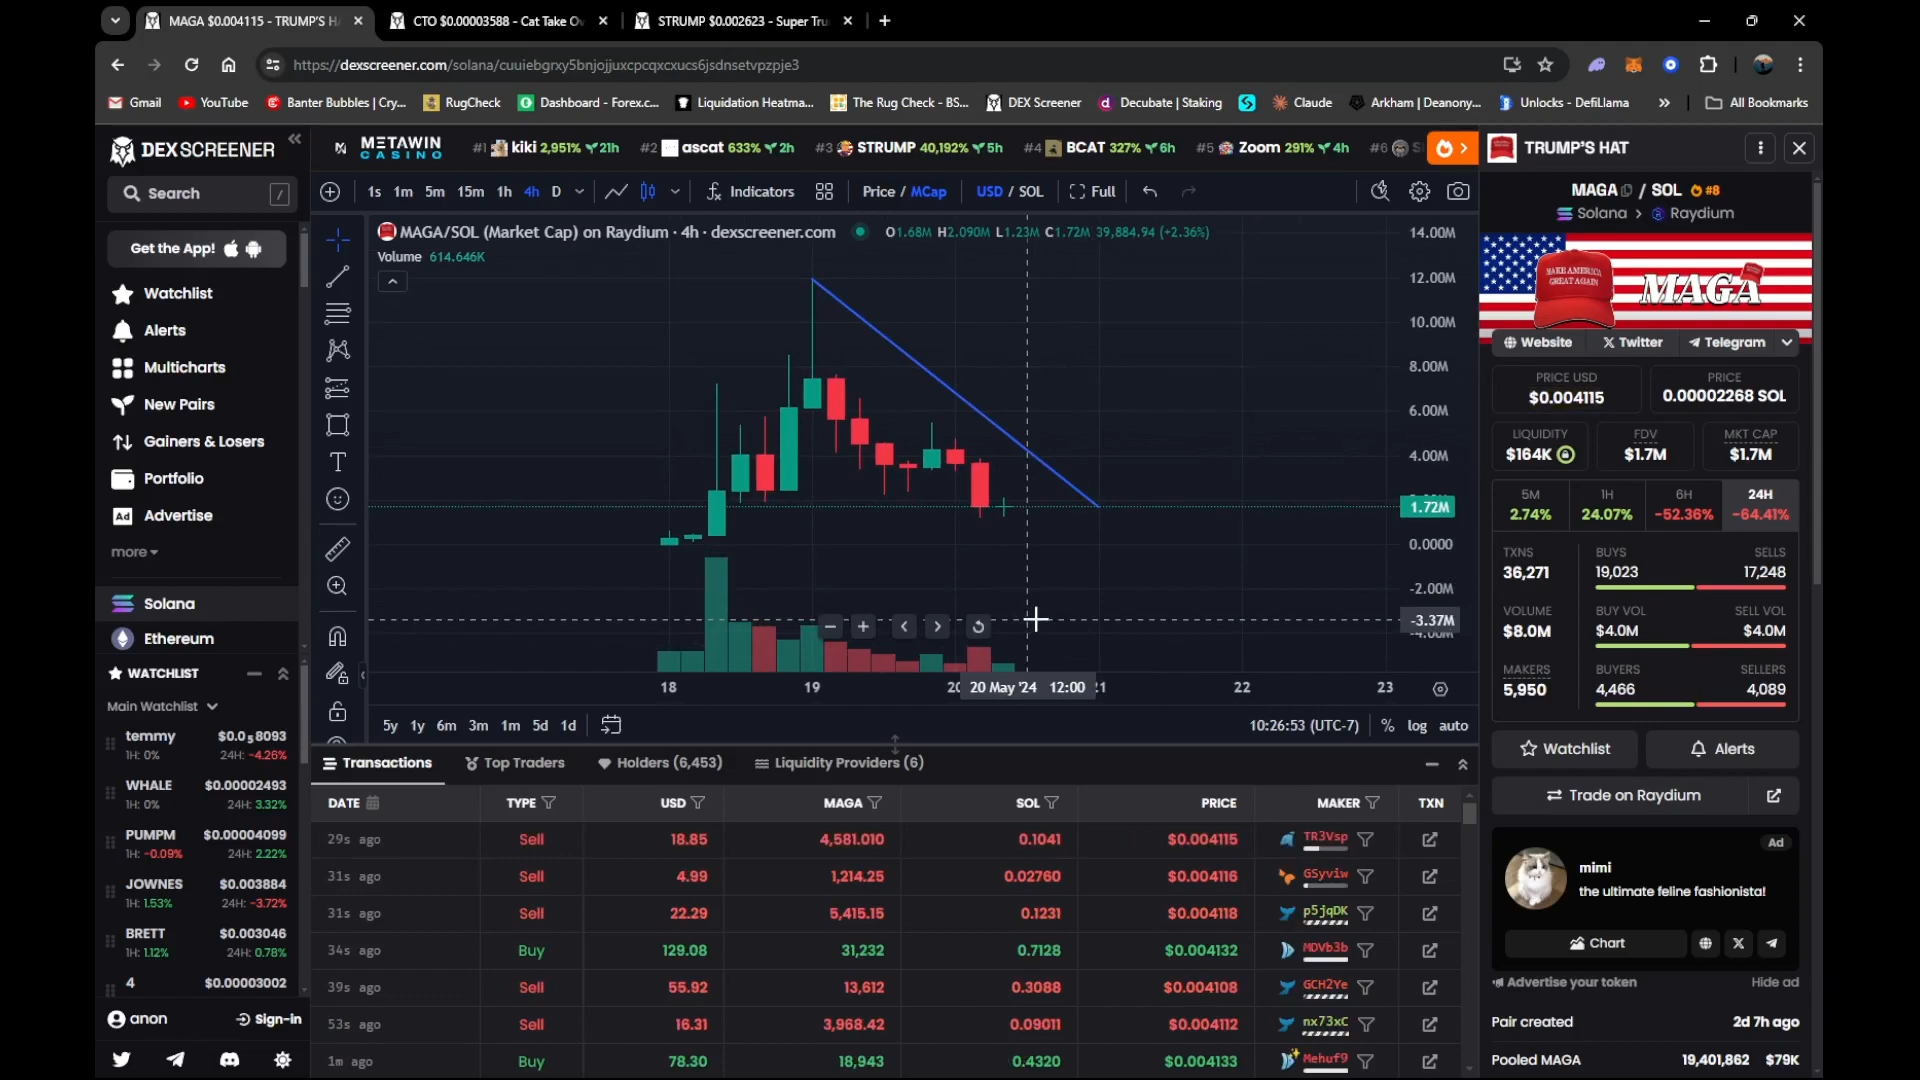 MAGA $0.004115 - TRUMP'S H
CTO $0.00003588 - Cat Take Ov
STRUMP $0.002623 - Super Tru
https://dexscreener.com/solana/cuuiebgrxy5bnjojjuxcpcqxcxucs6jsdnsetvpzpje3
Gmail YouTube Banter Bubbles | Cry... RugCheck Dashboard - Forex.c... Liquidation Heatma... The Rug Check - BS... DEX Screener Decubate | Staking Claude Arkham | Deanony... Unlocks - DefiLlama All Bookmarks
DEXSCREENER
Search /
Get the App!
Watchlist
Alerts
Multicharts
New Pairs
Gainers & Losers
Portfolio
Ad Advertise
more
Solana
Ethereum
WATCHLIST
Main Watchlist
temmy $0.0₅8093
1H: 0% 24H: -4.26%
WHALE $0.00002493
1H: 0% 24H: 3.32%
PUMPM $0.00004099
1H: -0.09% 24H: 2.22%
JOWNES $0.003884
1H: 1.53% 24H: -3.72%
BRETT $0.003046
1H: 1.12% 24H: 0.78%
4 $0.00003002
anon Sign-in
METAWIN CASINO #1 kiki 2,951% 21h #2 ascat 633% 2h #3 STRUMP 40,192% 5h #4 BCAT 327% 6h #5 Zoom 291% 4h #6
1s 1m 5m 15m 1h 4h D Indicators Price / MCap USD / SOL Full
MAGA/SOL (Market Cap) on Raydium · 4h · dexscreener.com O1.68M H2.090M L1.23M C1.72M 39,884.94 (+2.36%)
Volume 614.646K
14.00M
12.00M
10.00M
8.00M
6.00M
4.00M
1.72M
0.0000
-2.00M
-3.37M
-4.00M
18 19 20 May '24 12:00 21 22 23
5y 1y 6m 3m 1m 5d 1d 10:26:53 (UTC-7) % log auto
Transactions Top Traders Holders (6,453) Liquidity Providers (6)
DATE TYPE USD MAGA SOL PRICE MAKER TXN
29s ago Sell 18.85 4,581.010 0.1041 $0.004115 TR3Vsp
31s ago Sell 4.99 1,214.25 0.02760 $0.004116 GSyviw
31s ago Sell 22.29 5,415.15 0.1231 $0.004118 p5jqDK
34s ago Buy 129.08 31,232 0.7128 $0.004132 MDVb3b
39s ago Sell 55.92 13,612 0.3088 $0.004108 GCH2Ye
53s ago Sell 16.31 3,968.42 0.09011 $0.004112 nx73xC
1m ago Buy 78.30 18,943 0.4320 $0.004133 Mehuf9
TRUMP'S HAT
MAGA / SOL #8
Solana > Raydium
MAKE AMERICA
GREAT AGAIN
MAGA
Website Twitter Telegram
PRICE USD PRICE
$0.004115 0.00002268 SOL
LIQUIDITY FDV MKT CAP
$164K $1.7M $1.7M
5M 1H 6H 24H
2.74% 24.07% -52.36% -64.41%
TXNS BUYS SELLS
36,271 19,023 17,248
VOLUME BUY VOL SELL VOL
$8.0M $4.0M $4.0M
MAKERS BUYERS SELLERS
5,950 4,466 4,089
Watchlist Alerts
Trade on Raydium
Ad
mimi
the ultimate feline fashionista!
Chart
Advertise your token Hide ad
Pair created 2d 7h ago
Pooled MAGA 19,401,862 $79K